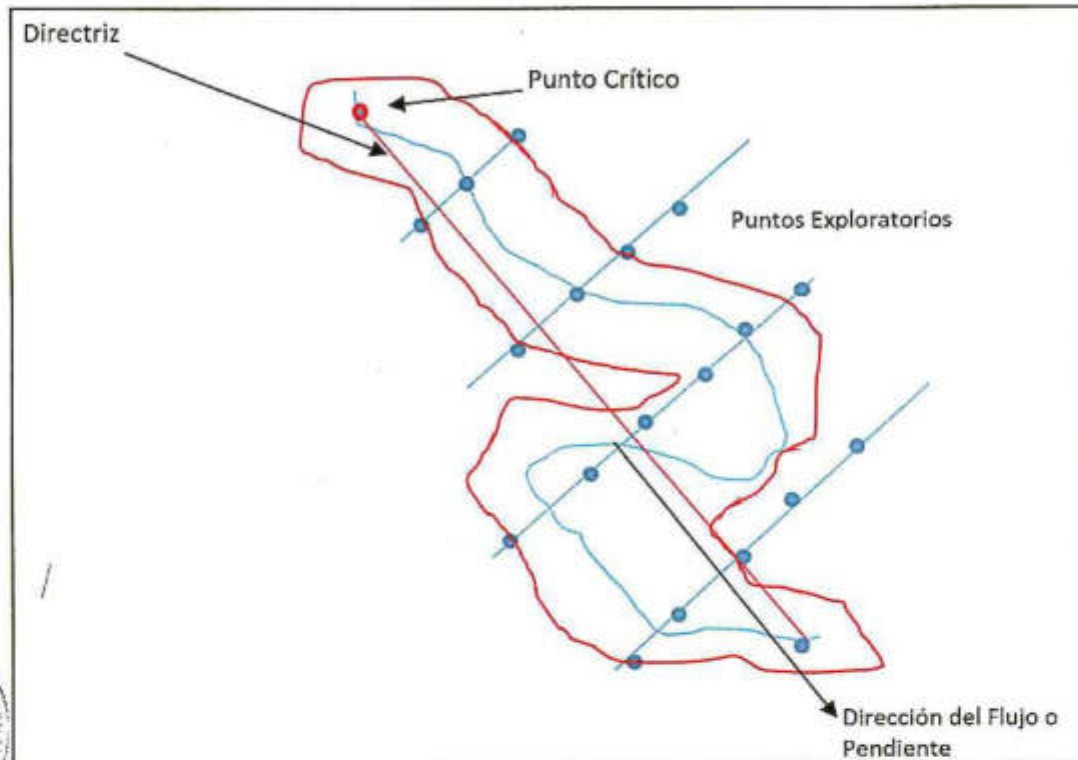 Directriz
Punto Crítico
Puntos Exploratorios
Dirección del Flujo o
Pendiente